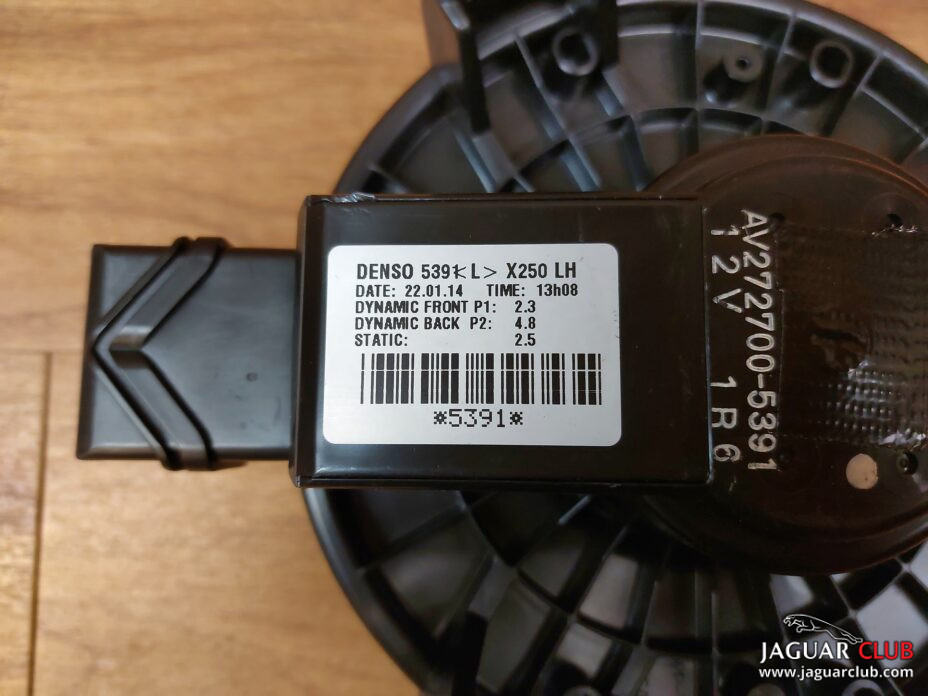 DENSO 5391< L > X250 LH
DATE: 22.01.14 TIME: 13h08
DYNAMIC FRONT P1: 2.3
DYNAMIC BACK P2: 4.8
STATIC: 2.5
*5391*
AV272700-5391
12V 1R6
JAGUAR CLUB
www.jaguarclub.com